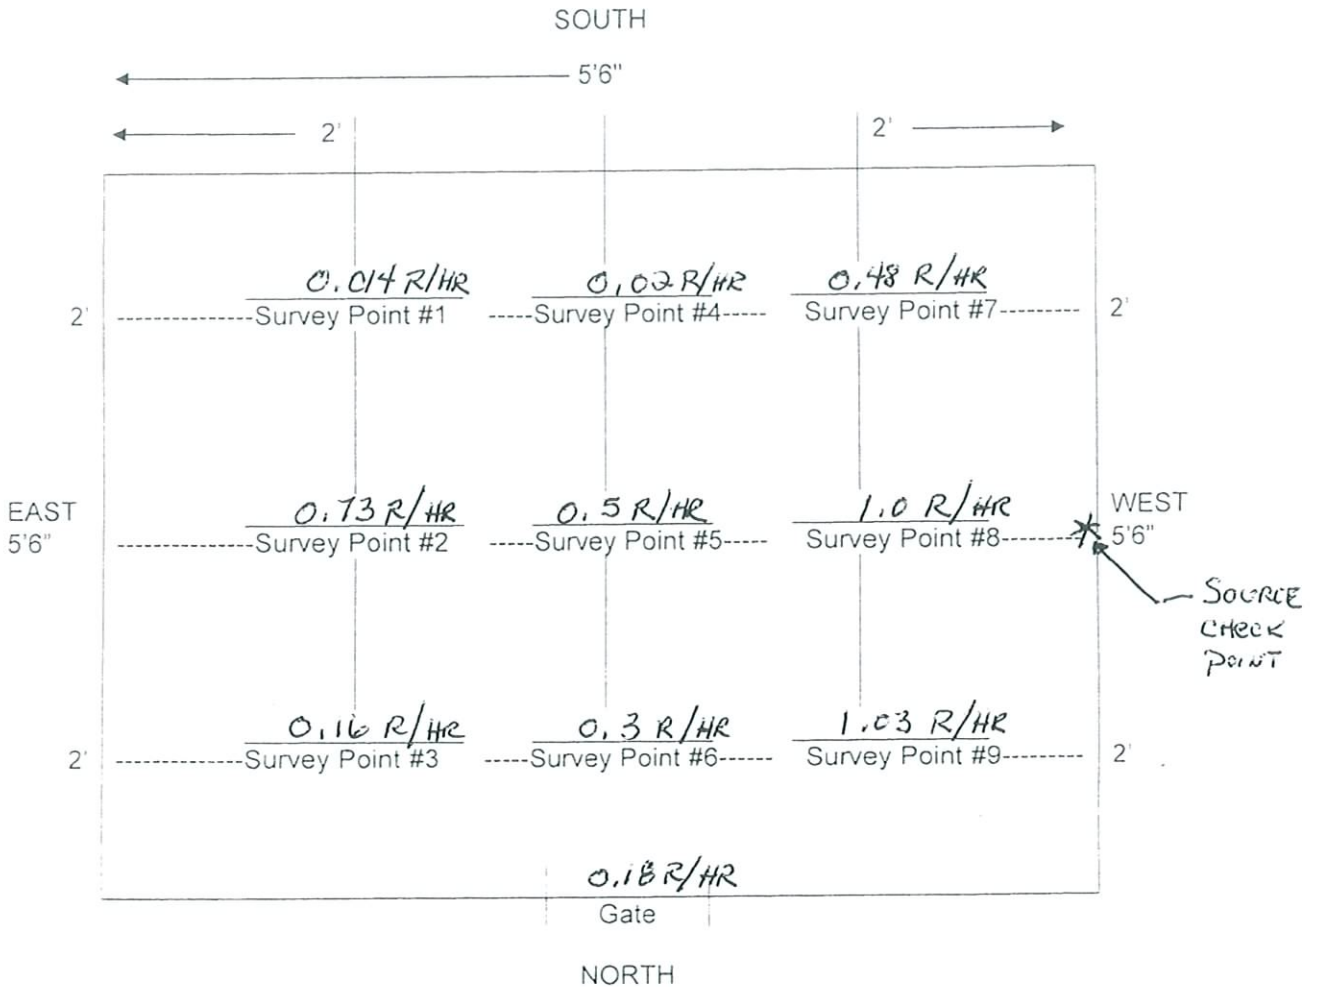 SOUTH
5'6"
2' 2'
0.014 R/HR 0.02 R/HR 0.48 R/HR
2' Survey Point #1 Survey Point #4 Survey Point #7 2'
0.73 R/HR 0.5 R/HR 1.0 R/HR
EAST WEST
5'6" Survey Point #2 Survey Point #5 Survey Point #8 5'6"
SOURCE
CHECK
POINT
0.16 R/HR 0.3 R/HR 1.03 R/HR
2' Survey Point #3 Survey Point #6 Survey Point #9 2'
0.18 R/HR
Gate
NORTH